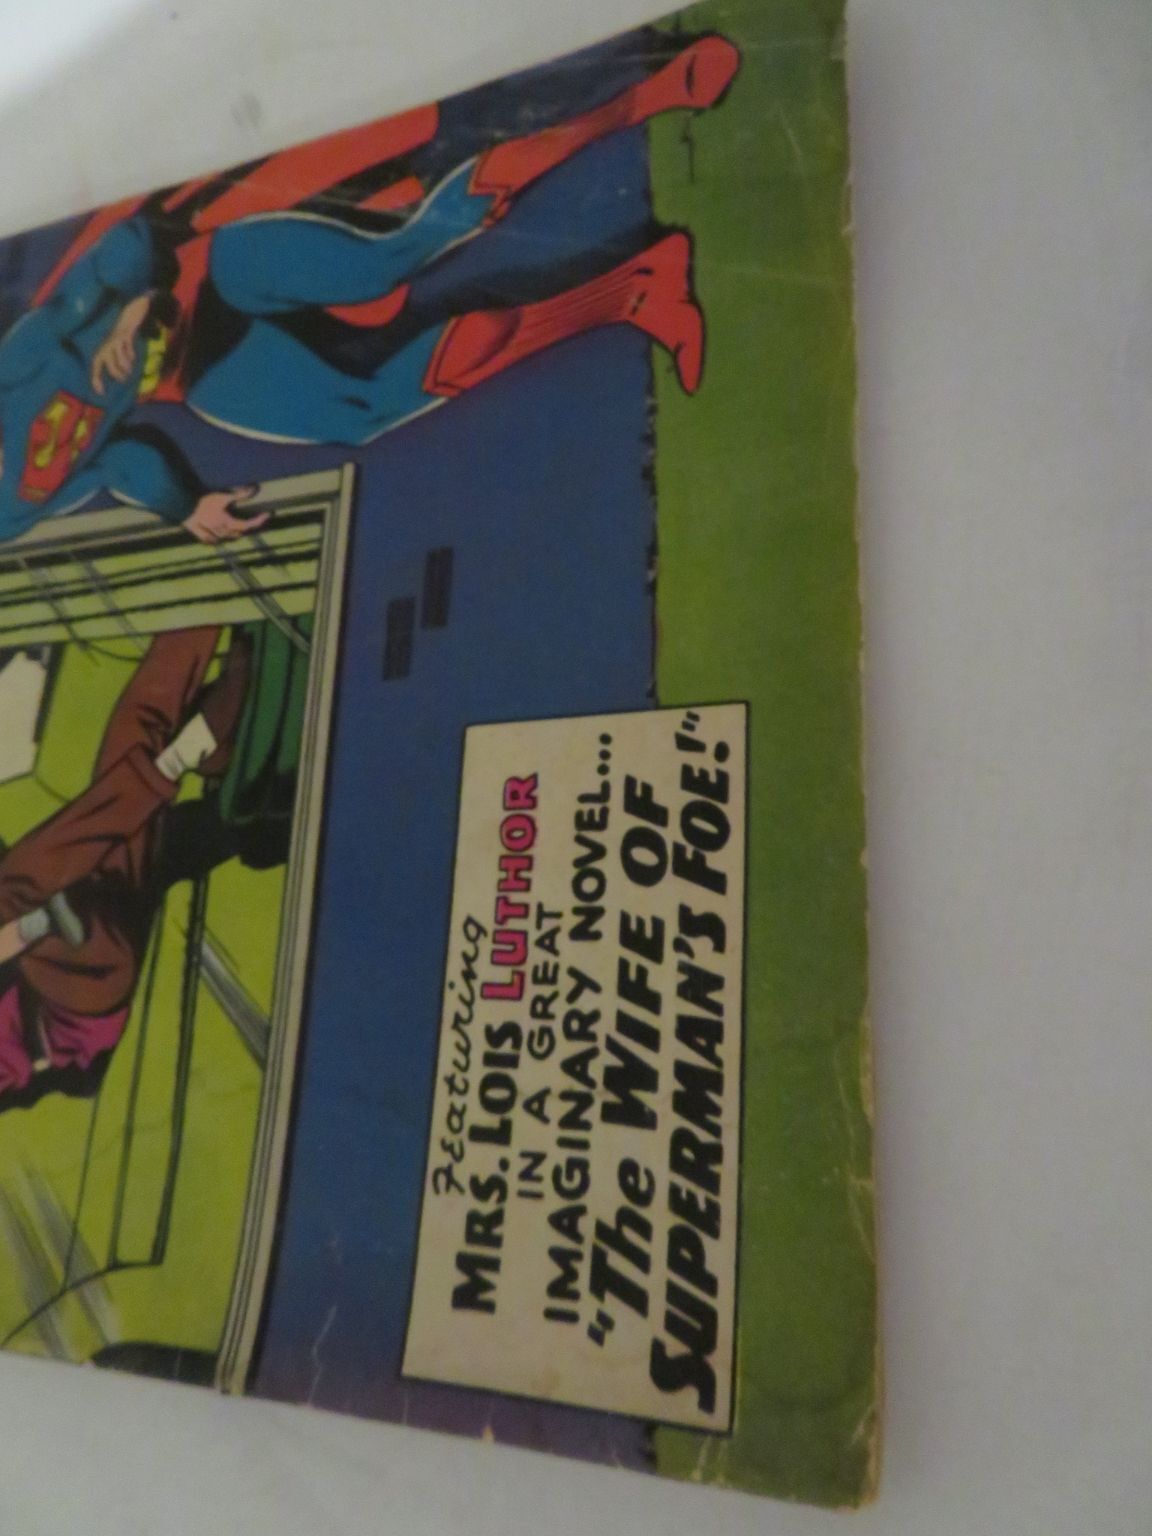 Featuring
MRS. LOIS LUTHOR
IN A GREAT
IMAGINARY NOVEL...
"The WIFE OF
SUPERMAN'S FOE!"
S